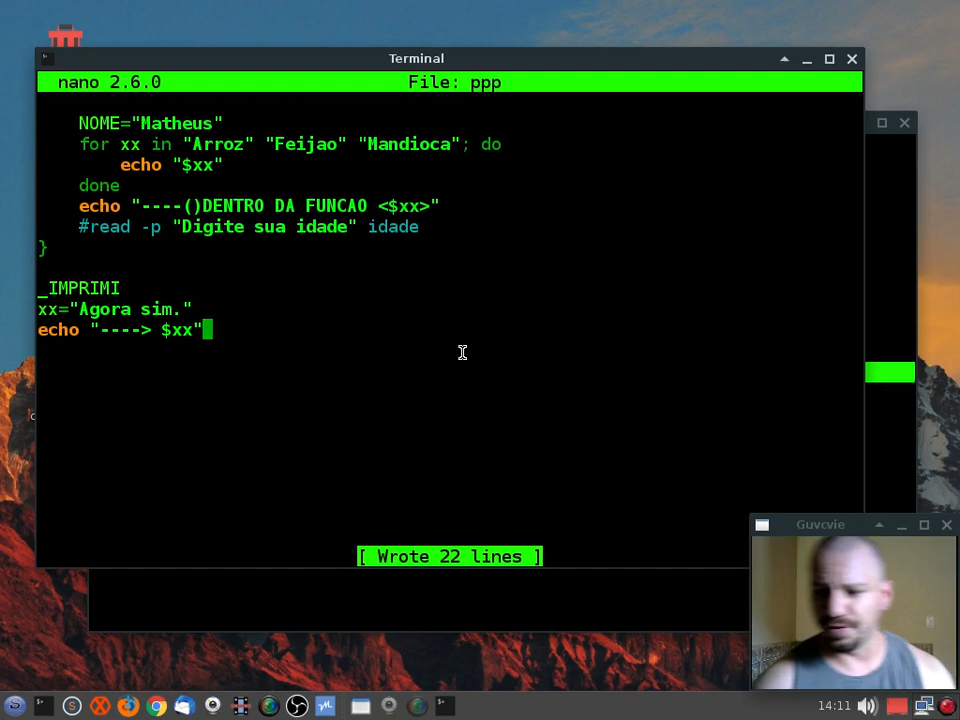 Terminal
nano 2.6.0 File: ppp
NOME="Matheus"
for xx in "Arroz" "Feijao" "Mandioca"; do
echo "$xx"
done
echo "----()DENTRO DA FUNCAO <$xx>"
#read -p "Digite sua idade" idade
}
_IMPRIMI
xx="Agora sim."
echo "----> $xx"
[ Wrote 22 lines ]
Guvcvie
14:11